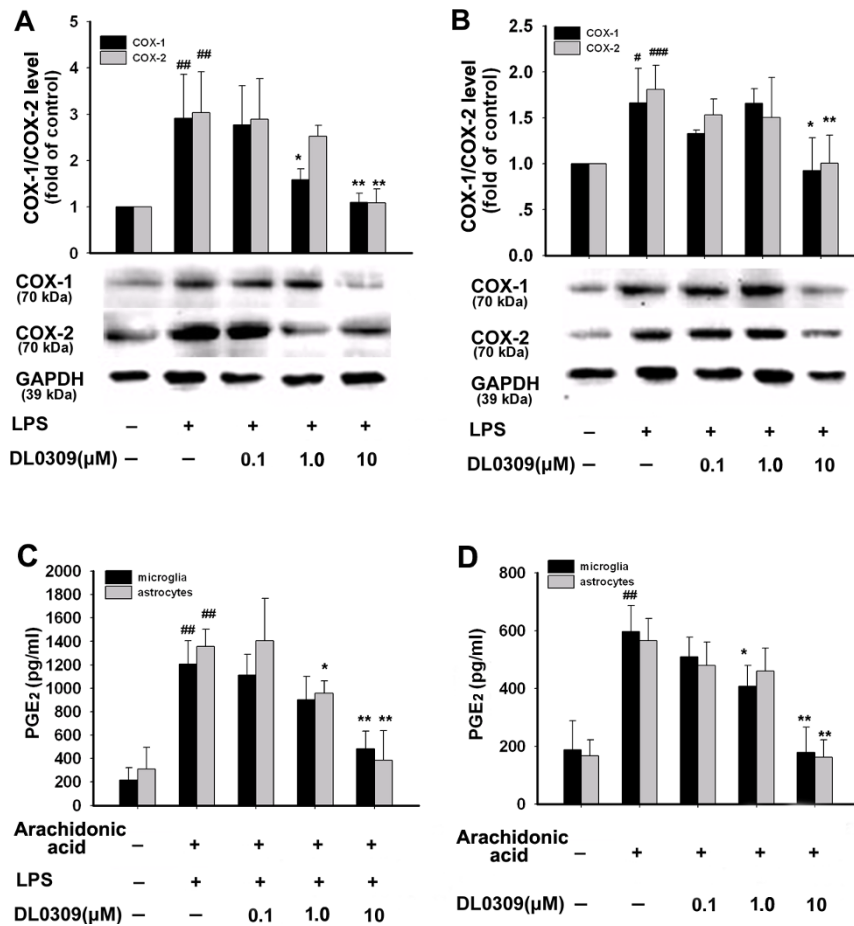 A
COX-1/COX-2 level
(fold of control)
5
4
3
2
1
0
COX-1
COX-2
##
##
*
**
**
COX-1
(70 kDa)
COX-2
(70 kDa)
GAPDH
(39 kDa)
LPS – + + + +
DL0309(µM) – – 0.1 1.0 10
B
COX-1/COX-2 level
(fold of control)
2.5
2.0
1.5
1.0
0.5
0.0
COX-1
COX-2
#
###
*
**
COX-1
(70 kDa)
COX-2
(70 kDa)
GAPDH
(39 kDa)
LPS – + + + +
DL0309(µM) – – 0.1 1.0 10
C
PGE2 (pg/ml)
2000
1800
1600
1400
1200
1000
800
600
400
200
0
microglia
astrocytes
##
##
*
**
**
Arachidonic
acid – + + + +
LPS – + + + +
DL0309(µM) – – 0.1 1.0 10
D
PGE2 (pg/ml)
800
600
400
200
0
microglia
astrocytes
##
*
**
**
Arachidonic
acid – + + + +
DL0309(µM) – – 0.1 1.0 10